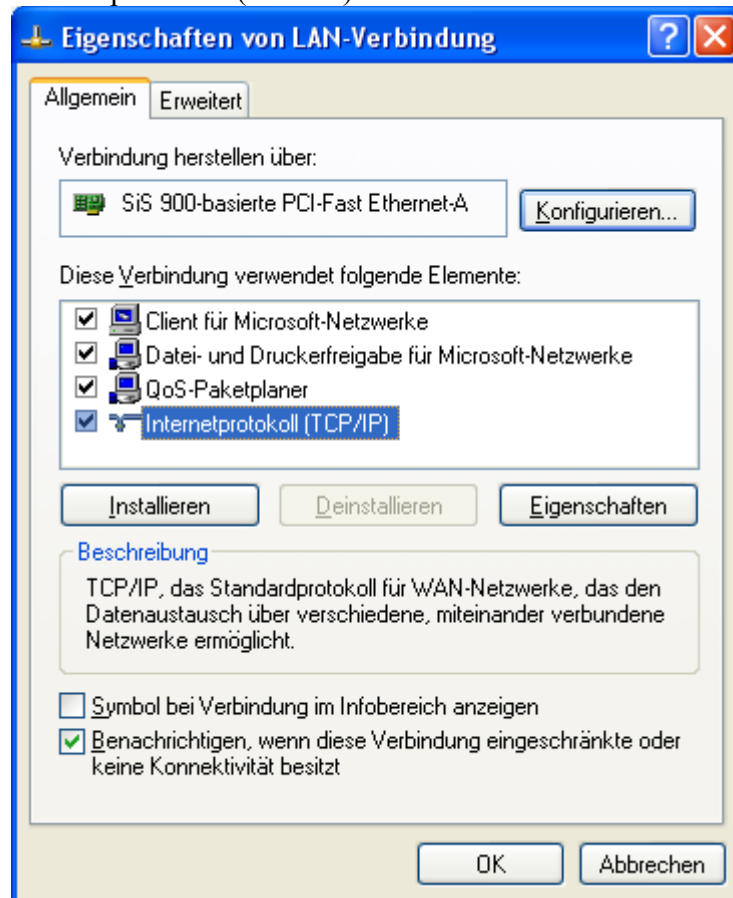 Eigenschaften von LAN-Verbindung
Allgemein Erweitert
Verbindung herstellen über:
SiS 900-basierte PCI-Fast Ethernet-A
Konfigurieren...
Diese Verbindung verwendet folgende Elemente:
Client für Microsoft-Netzwerke
Datei- und Druckerfreigabe für Microsoft-Netzwerke
QoS-Paketplaner
Internetprotokoll (TCP/IP)
Installieren Deinstallieren Eigenschaften
Beschreibung
TCP/IP, das Standardprotokoll für WAN-Netzwerke, das den
Datenaustausch über verschiedene, miteinander verbundene
Netzwerke ermöglicht.
Symbol bei Verbindung im Infobereich anzeigen
Benachrichtigen, wenn diese Verbindung eingeschränkte oder
keine Konnektivität besitzt
OK Abbrechen